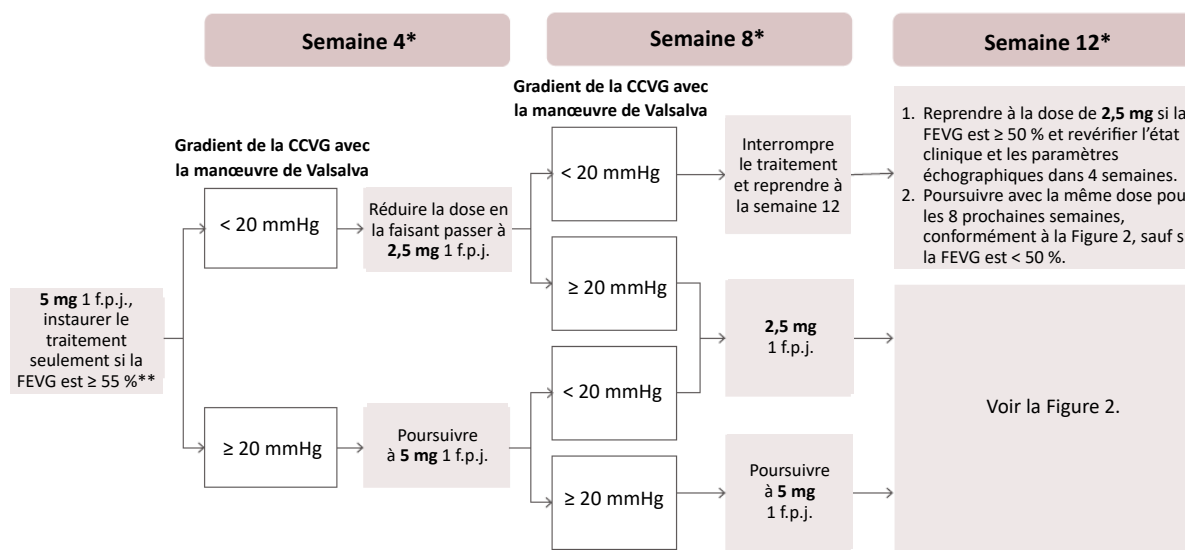 Semaine 4*
Semaine 8*
Semaine 12*
Gradient de la CCVG avec
la manœuvre de Valsalva
Gradient de la CCVG avec
la manœuvre de Valsalva
5 mg 1 f.p.j.,
instaurer le
traitement
seulement si la
FEVG est ≥ 55 %**
< 20 mmHg
Réduire la dose en
la faisant passer à
2,5 mg 1 f.p.j.
≥ 20 mmHg
Poursuivre
à 5 mg 1 f.p.j.
< 20 mmHg
Interrompre
le traitement
et reprendre à
la semaine 12
≥ 20 mmHg
< 20 mmHg
2,5 mg
1 f.p.j.
≥ 20 mmHg
Poursuivre
à 5 mg
1 f.p.j.
1. Reprendre à la dose de 2,5 mg si la
FEVG est ≥ 50 % et revérifier l’état
clinique et les paramètres
échographiques dans 4 semaines.
2. Poursuivre avec la même dose pou
les 8 prochaines semaines,
conformément à la Figure 2, sauf s
la FEVG est < 50 %.
Voir la Figure 2.